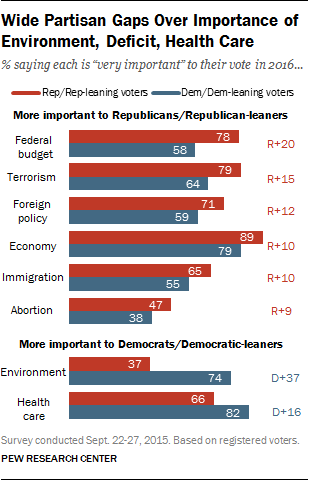 Wide Partisan Gaps Over Importance of
Environment, Deficit, Health Care
% saying each is "very important" to their vote in 2016...
Rep/Rep-leaning voters Dem/Dem-leaning voters
More important to Republicans/Republican-leaners
Federal budget 78 58 R+20
Terrorism 79 64 R+15
Foreign policy 71 59 R+12
Economy 89 79 R+10
Immigration 65 55 R+10
Abortion 47 38 R+9
More important to Democrats/Democratic-leaners
Environment 37 74 D+37
Health care 66 82 D+16
Survey conducted Sept. 22-27, 2015. Based on registered voters.
PEW RESEARCH CENTER